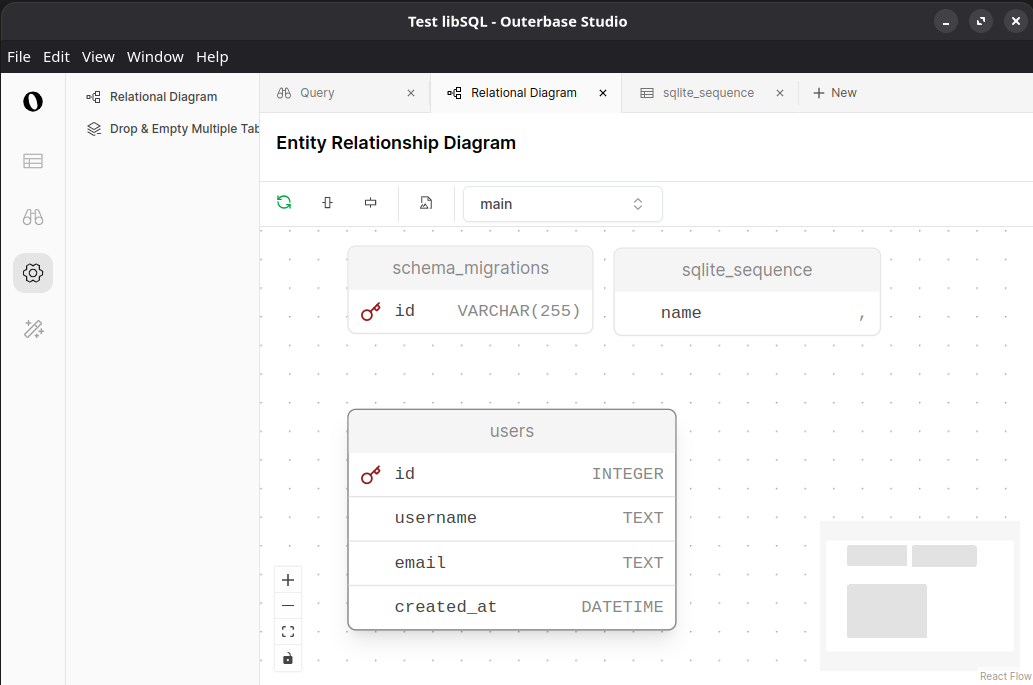 Test libSQL - Outerbase Studio
File Edit View Window Help
Relational Diagram
Drop & Empty Multiple Tab
Query
Relational Diagram
sqlite_sequence
New
Entity Relationship Diagram
main
schema_migrations
id VARCHAR(255)
sqlite_sequence
name ,
users
id INTEGER
username TEXT
email TEXT
created_at DATETIME
React Flow